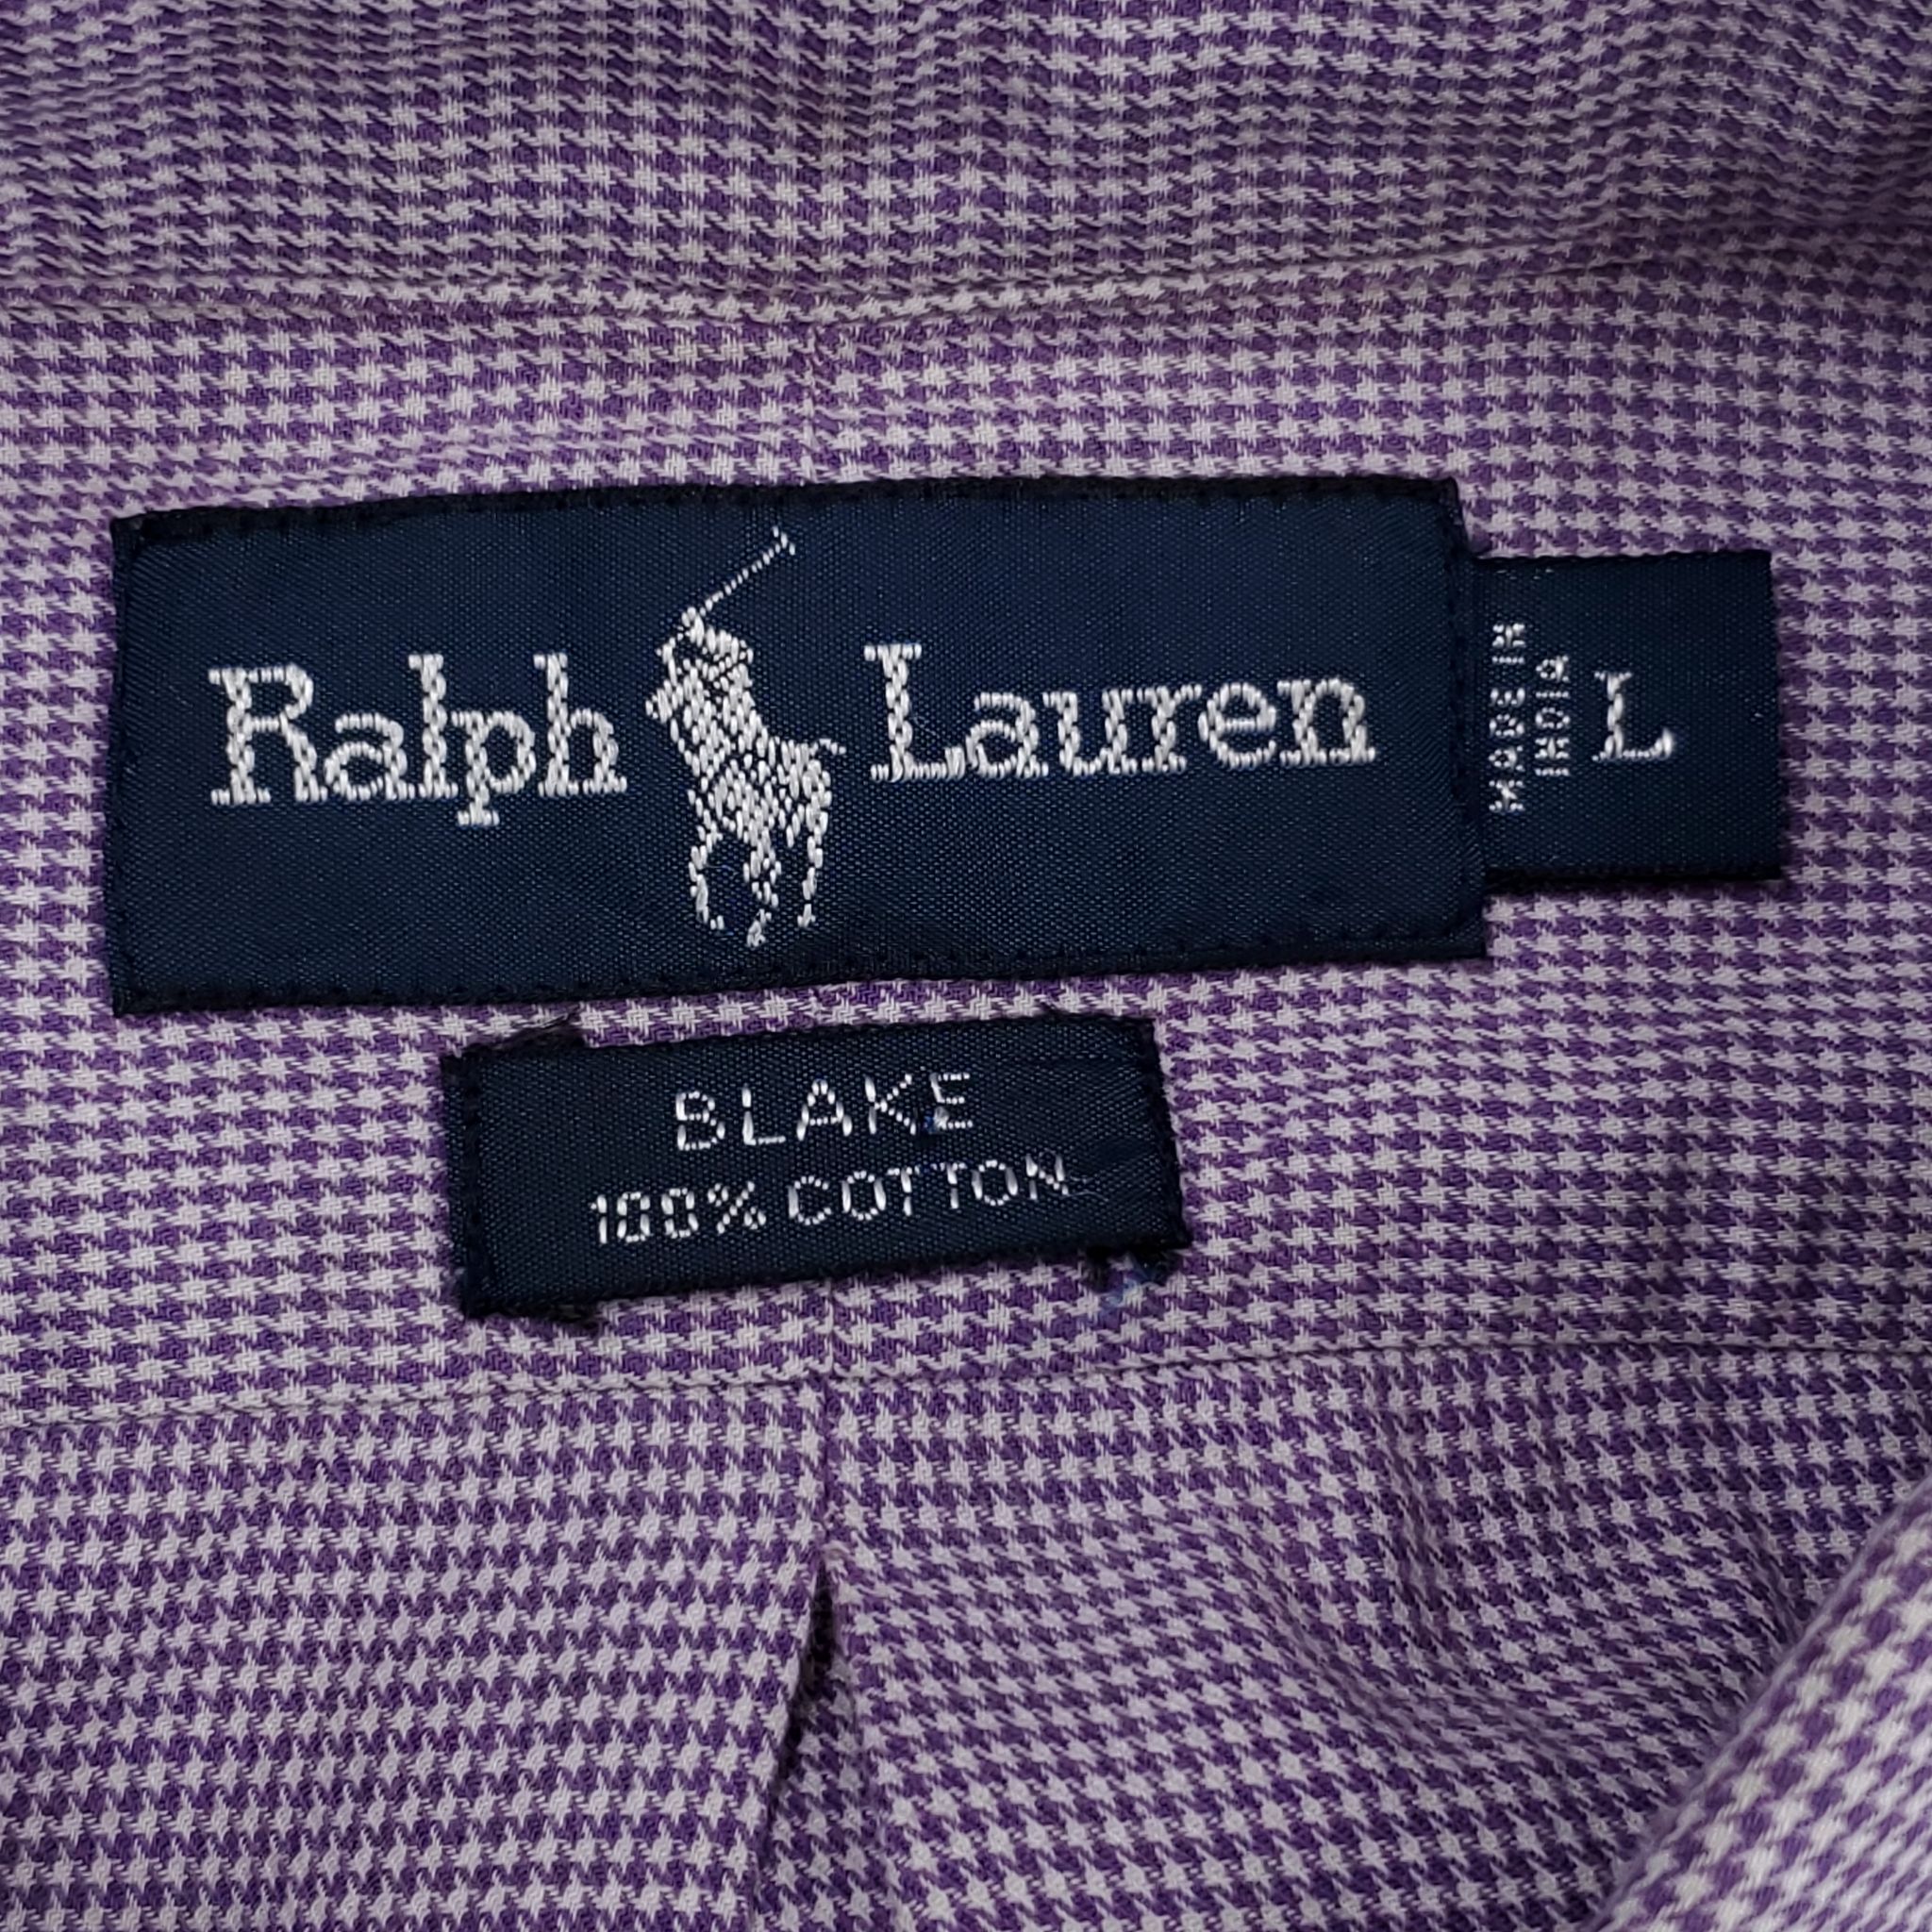 Ralph Lauren
MADE IN
INDIA
L
BLAKE
100% COTTON